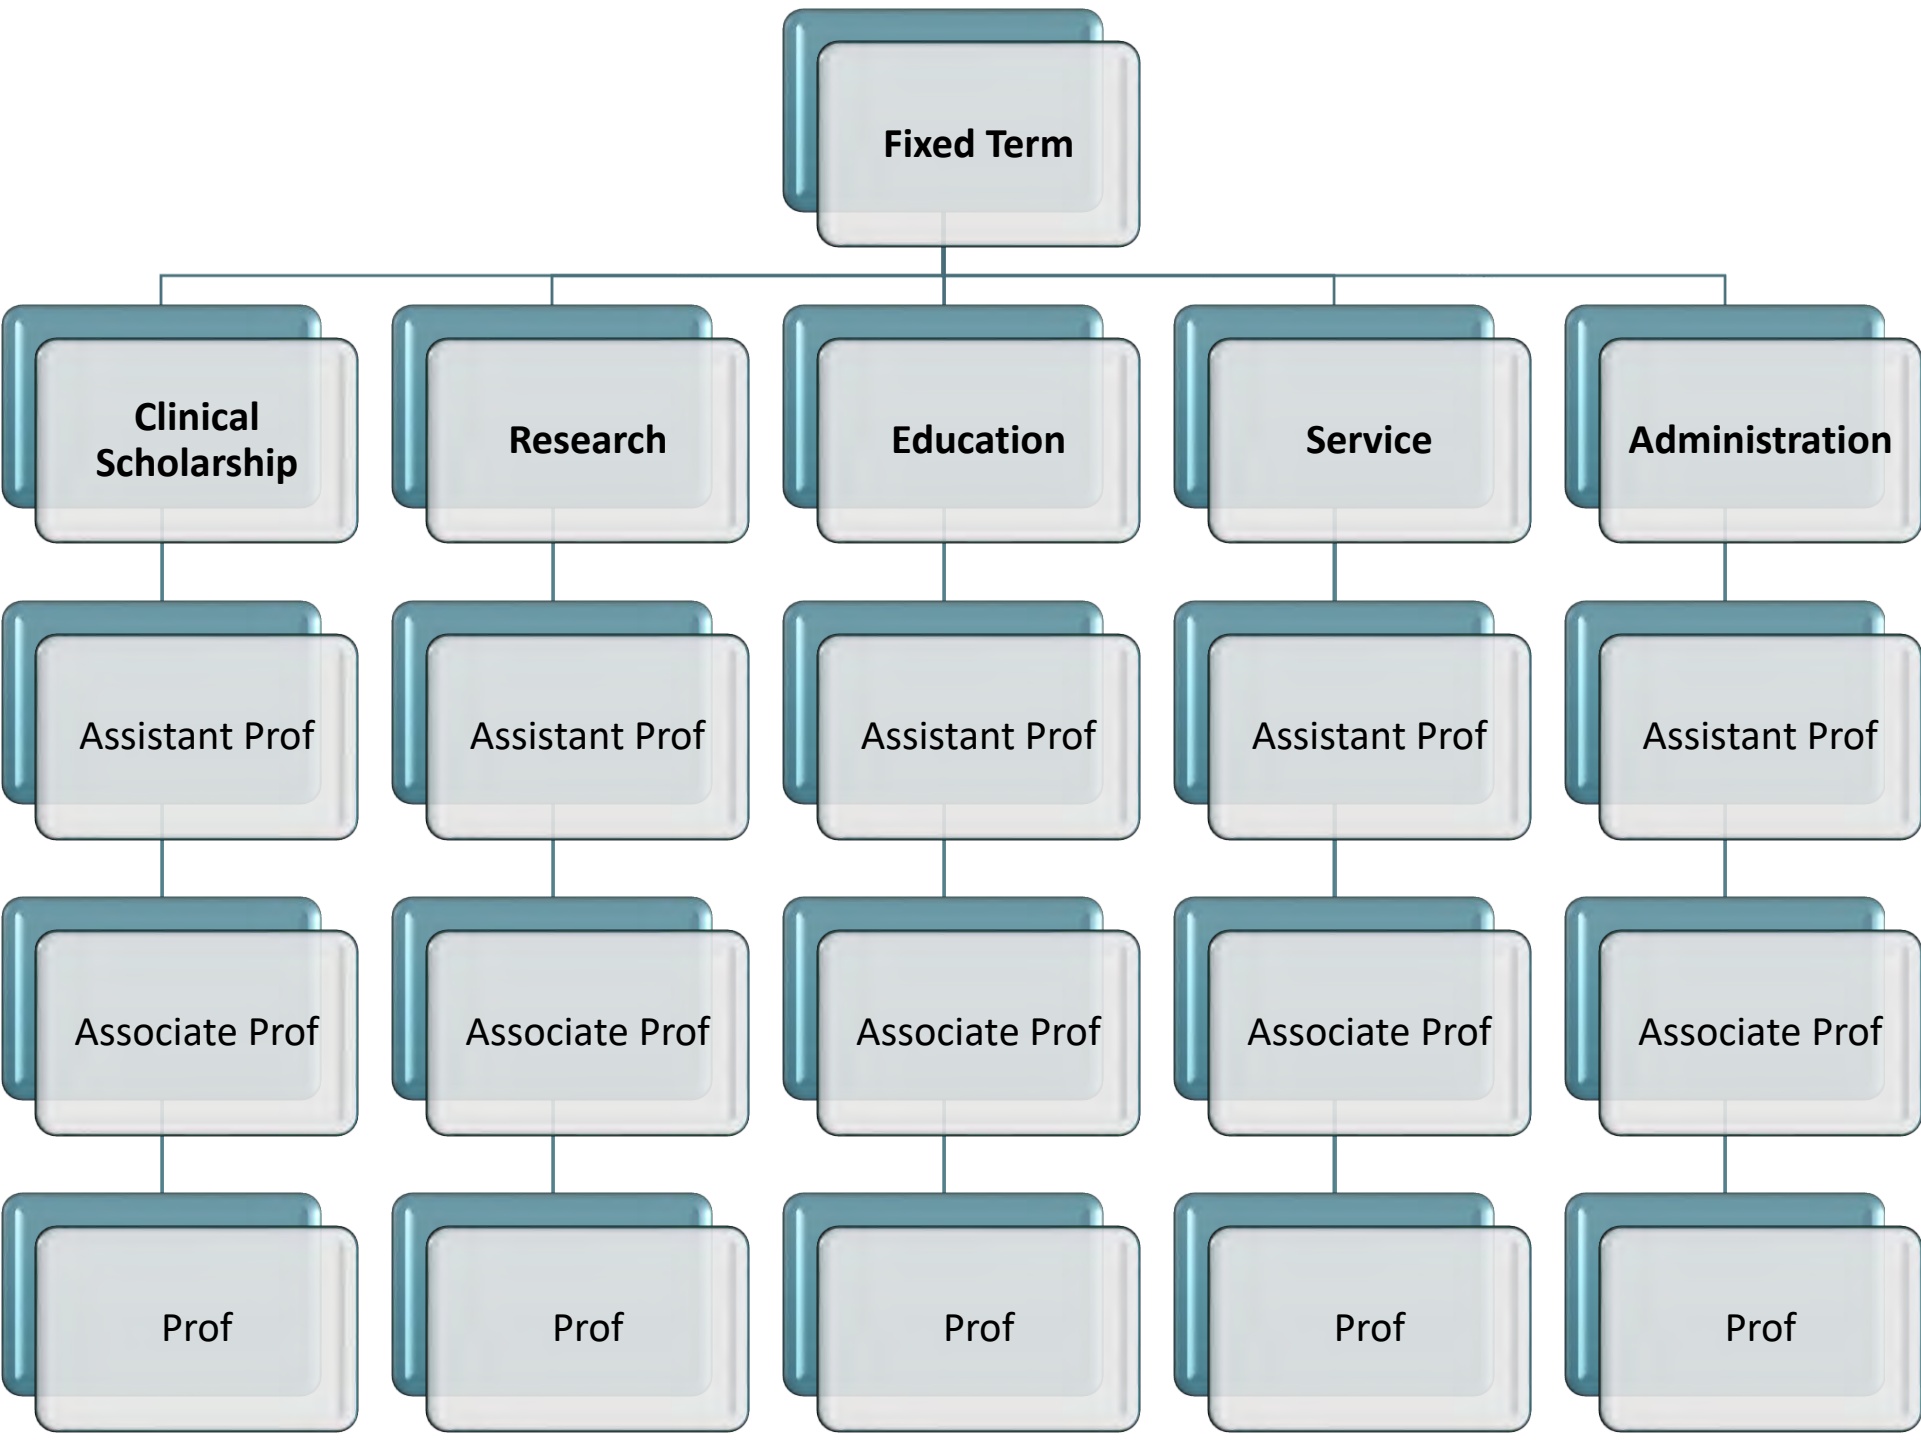 Fixed Term
Clinical
Scholarship
Research
Education
Service
Administration
Assistant Prof
Assistant Prof
Assistant Prof
Assistant Prof
Assistant Prof
Associate Prof
Associate Prof
Associate Prof
Associate Prof
Associate Prof
Prof
Prof
Prof
Prof
Prof